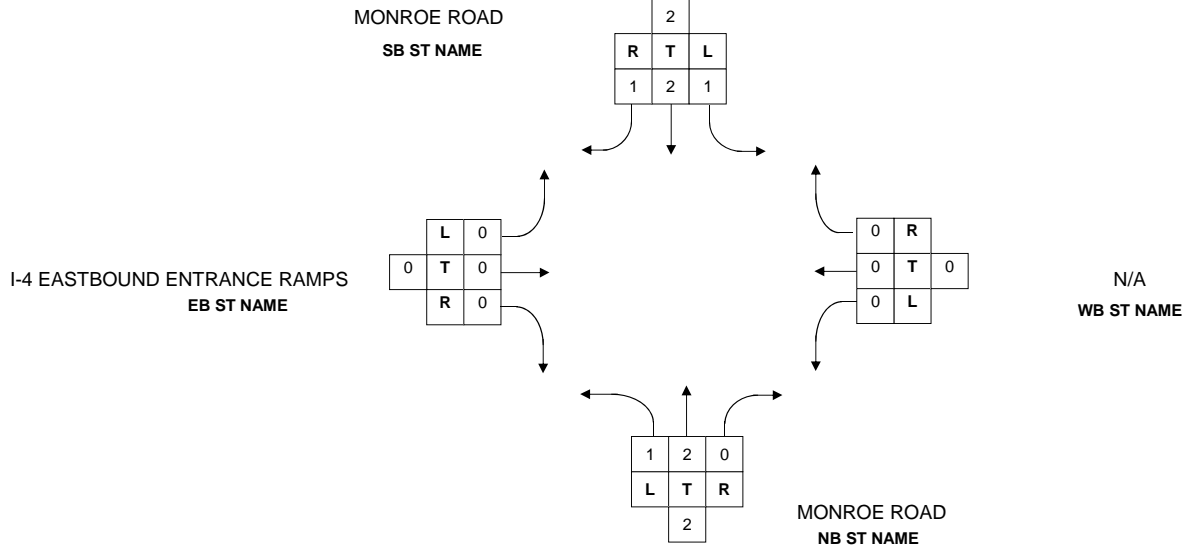 MONROE ROAD
SB ST NAME
2
R T L
1 2 1
I-4 EASTBOUND ENTRANCE RAMPS
EB ST NAME
L 0
0 T 0
R 0
0 R
0 T 0
0 L
N/A
WB ST NAME
1 2 0
L T R
2
MONROE ROAD
NB ST NAME